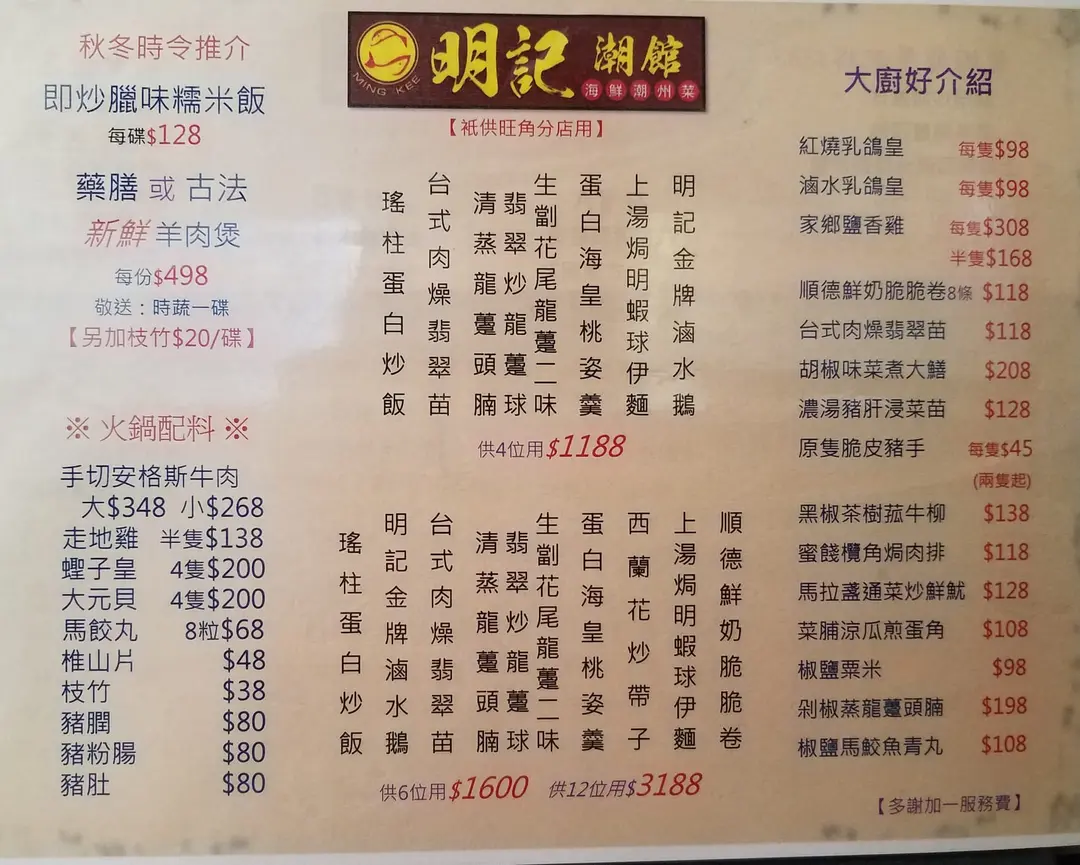 秋冬時令推介
即炒臘味糯米飯
每碟$128
藥膳 或 古法
新鮮 羊肉煲
每份$498
敬送：時蔬一碟
【另加枝竹$20/碟】
※ 火鍋配料 ※
手切安格斯牛肉
大$348 小$268
走地雞 半隻$138
蟶子皇 4隻$200
大元貝 4隻$200
馬餃丸 8粒$68
椎山片 $48
枝竹 $38
豬膶 $80
豬粉腸 $80
豬肚 $80
MING KEE
明記 潮館
海鮮潮州菜
【祇供旺角分店用】
明記金牌滷水鵝
上湯焗明蝦球伊麵
蛋白海皇桃姿羹
生劏花尾龍躉二味
翡翠炒龍躉球
清蒸龍躉頭腩
台式肉燥翡翠苗
瑤柱蛋白炒飯
供4位用$1188
順德鮮奶脆脆卷
上湯焗明蝦球伊麵
西蘭花炒帶子
蛋白海皇桃姿羹
生劏花尾龍躉二味
翡翠炒龍躉球
清蒸龍躉頭腩
台式肉燥翡翠苗
明記金牌滷水鵝
瑤柱蛋白炒飯
供6位用$1600 供12位用$3188
大廚好介紹
紅燒乳鴿皇 每隻$98
滷水乳鴿皇 每隻$98
家鄉鹽香雞 每隻$308
半隻$168
順德鮮奶脆脆卷8條 $118
台式肉燥翡翠苗 $118
胡椒味菜煮大鱔 $208
濃湯豬肝浸菜苗 $128
原隻脆皮豬手 每隻$45
(兩隻起)
黑椒茶樹菰牛柳 $138
蜜餞欖角焗肉排 $118
馬拉盞通菜炒鮮魷 $128
菜脯涼瓜煎蛋角 $108
椒鹽粟米 $98
剁椒蒸龍躉頭腩 $198
椒鹽馬鮫魚青丸 $108
【多謝加一服務費】